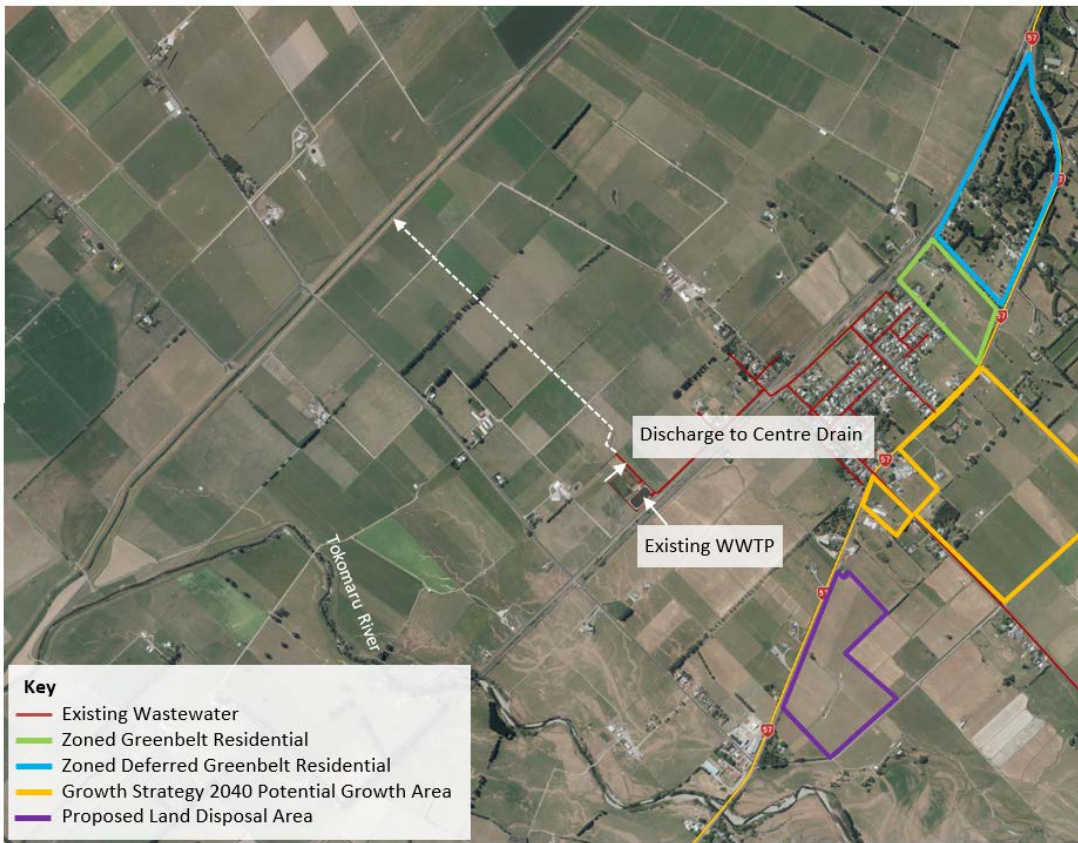 57
57
57
57
57
57
Discharge to Centre Drain
Existing WWTP
Tokomaru River
Key
Existing Wastewater
Zoned Greenbelt Residential
Zoned Deferred Greenbelt Residential
Growth Strategy 2040 Potential Growth Area
Proposed Land Disposal Area